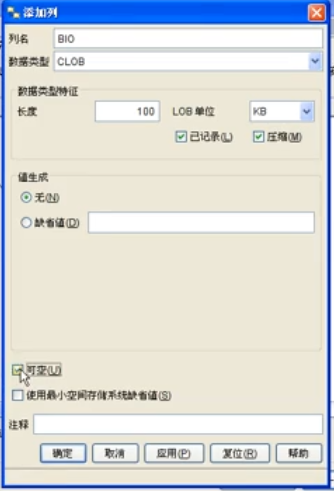 添加列
列名 BIO
数据类型 CLOB
数据类型特征
长度 100 LOB 单位 KB
已记录(L) 压缩(M)
值生成
无(N)
缺省值(D)
可空(U)
使用最小空间存储系统缺省值(S)
注释
确定 取消 应用(P) 复位(R) 帮助